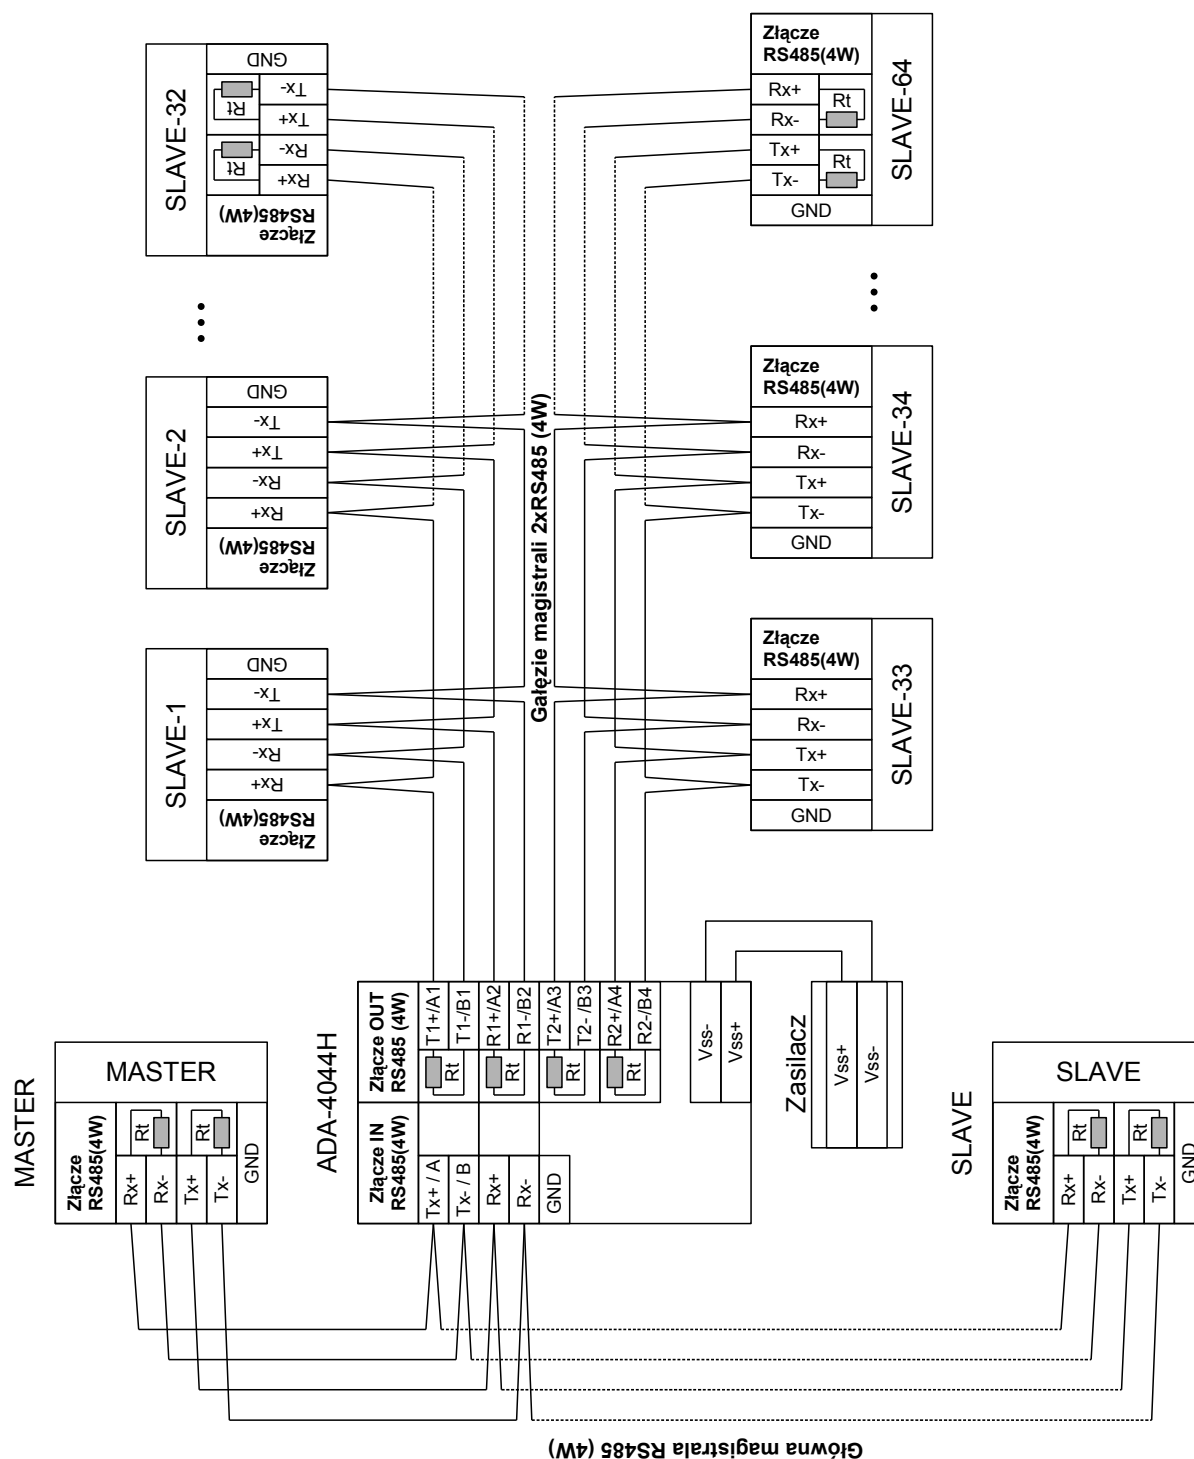 SLAVE-32
GND
Tx-
Tx+
Rx-
Rx+
Rt
Rt
Złącze
RS485(4W)
SLAVE-2
GND
Tx-
Tx+
Rx-
Rx+
Złącze
RS485(4W)
SLAVE-1
GND
Tx-
Tx+
Rx-
Rx+
Złącze
RS485(4W)
Gałęzie magistrali 2xRS485 (4W)
Złącze
RS485(4W)
Rx+
Rx-
Tx+
Tx-
GND
Rt
Rt
SLAVE-64
Złącze
RS485(4W)
Rx+
Rx-
Tx+
Tx-
GND
SLAVE-34
Złącze
RS485(4W)
Rx+
Rx-
Tx+
Tx-
GND
SLAVE-33
MASTER
MASTER
Złącze
RS485(4W)
Rx+
Rx-
Tx+
Tx-
GND
Rt
Rt
ADA-4044H
Złącze OUT
RS485 (4W)
T1+/A1
T1-/B1
R1+/A2
R1-/B2
T2+/A3
T2- /B3
R2+/A4
R2-/B4
Rt
Rt
Rt
Rt
Złącze IN
RS485(4W)
Tx+ / A
Tx- / B
Rx+
Rx-
GND
Vss-
Vss+
Zasilacz
Vss+
Vss-
SLAVE
SLAVE
Złącze
RS485(4W)
Rx+
Rx-
Tx+
Tx-
GND
Rt
Rt
Główna magistrala RS485 (4W)